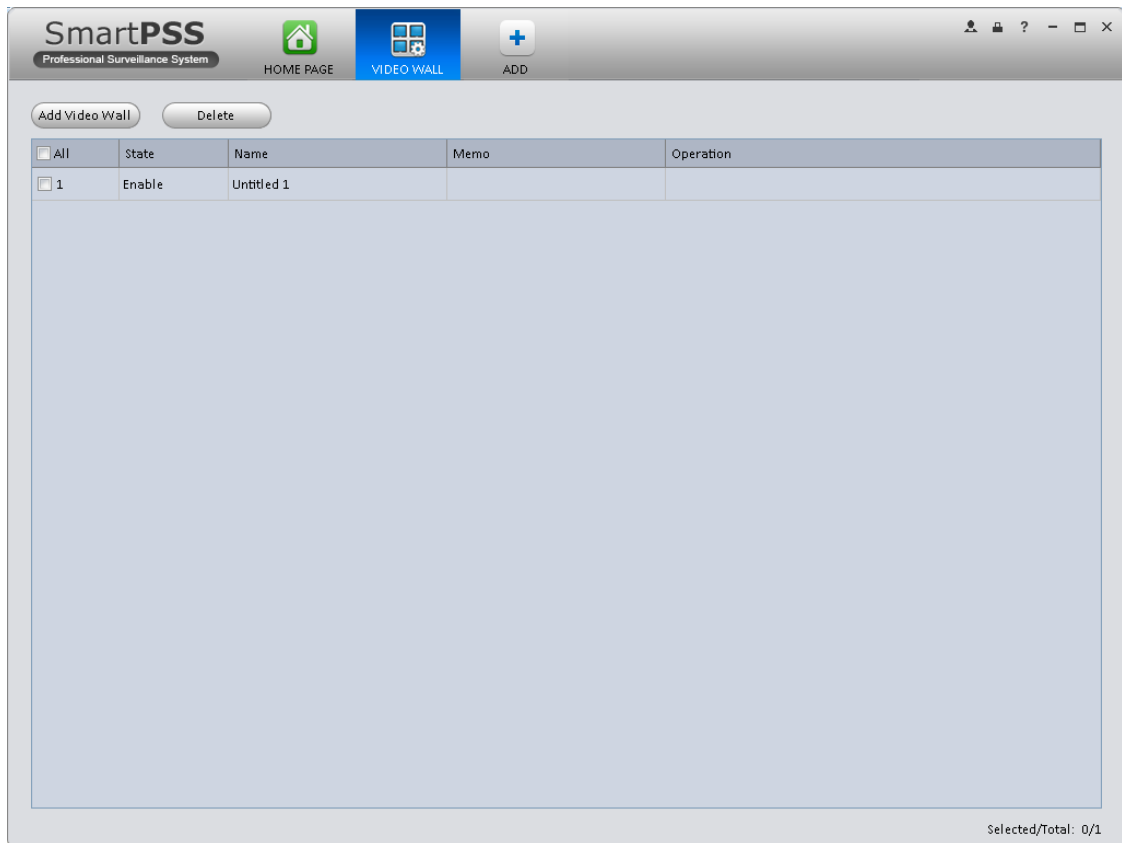 SmartPSS
Professional Surveillance System
HOME PAGE
VIDEO WALL
ADD
?
Add Video Wall
Delete
All State Name Memo Operation
1 Enable Untitled 1
Selected/Total: 0/1